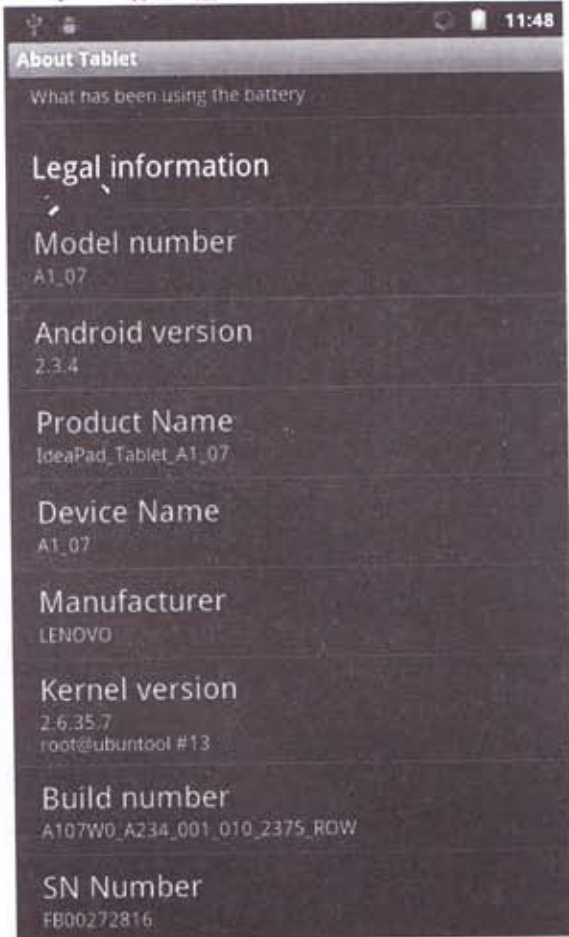 11:48
About Tablet
What has been using the battery
Legal information
Model number
A1_07
Android version
2.3.4
Product Name
IdeaPad_Tablet_A1_07
Device Name
A1_07
Manufacturer
LENOVO
Kernel version
2.6.35.7
root@ubuntool #13
Build number
A107W0_A234_001_010_2375_ROW
SN Number
FB00272816